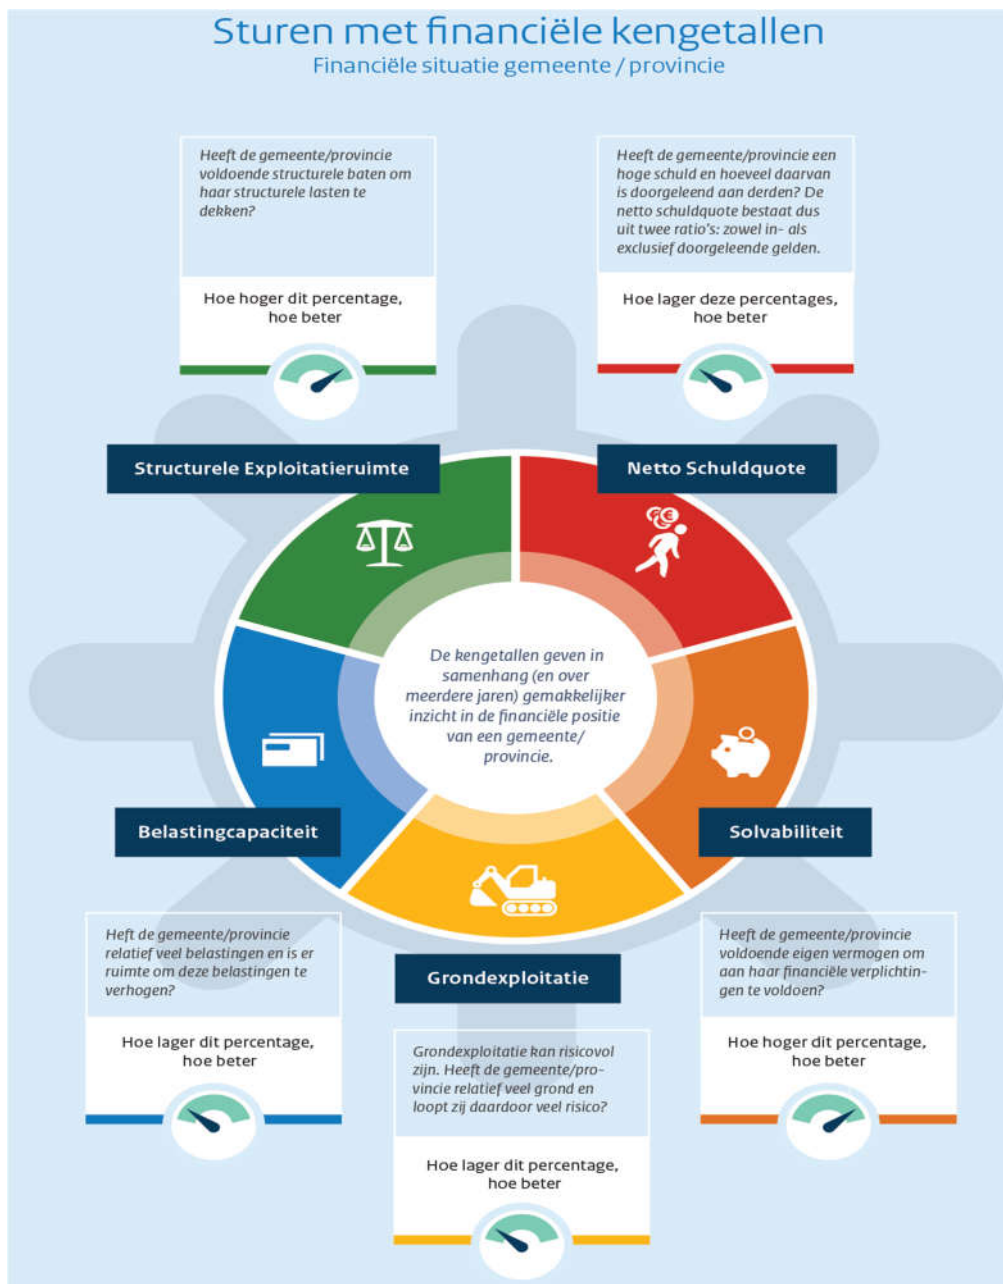 Sturen met financiële kengetallen
Financiële situatie gemeente / provincie
Heeft de gemeente/provincie
voldoende structurele baten om
haar structurele lasten te
dekken?
Hoe hoger dit percentage,
hoe beter
Heeft de gemeente/provincie een
hoge schuld en hoeveel daarvan
is doorgeleend aan derden? De
netto schuldquote bestaat dus
uit twee ratio's: zowel in- als
exclusief doorgeleende gelden.
Hoe lager deze percentages,
hoe beter
Structurele Exploitatieruimte
Netto Schuldquote
De kengetallen geven in
samenhang (en over
meerdere jaren) gemakkelijker
inzicht in de financiële positie
van een gemeente/
provincie.
Belastingcapaciteit
Solvabiliteit
Grondexploitatie
Heft de gemeente/provincie
relatief veel belastingen en is er
ruimte om deze belastingen te
verhogen?
Hoe lager dit percentage,
hoe beter
Grondexploitatie kan risicovol
zijn. Heeft de gemeente/pro-
vincie relatief veel grond en
loopt zij daardoor veel risico?
Hoe lager dit percentage,
hoe beter
Heeft de gemeente/provincie
voldoende eigen vermogen om
aan haar financiële verplichtin-
gen te voldoen?
Hoe hoger dit percentage,
hoe beter